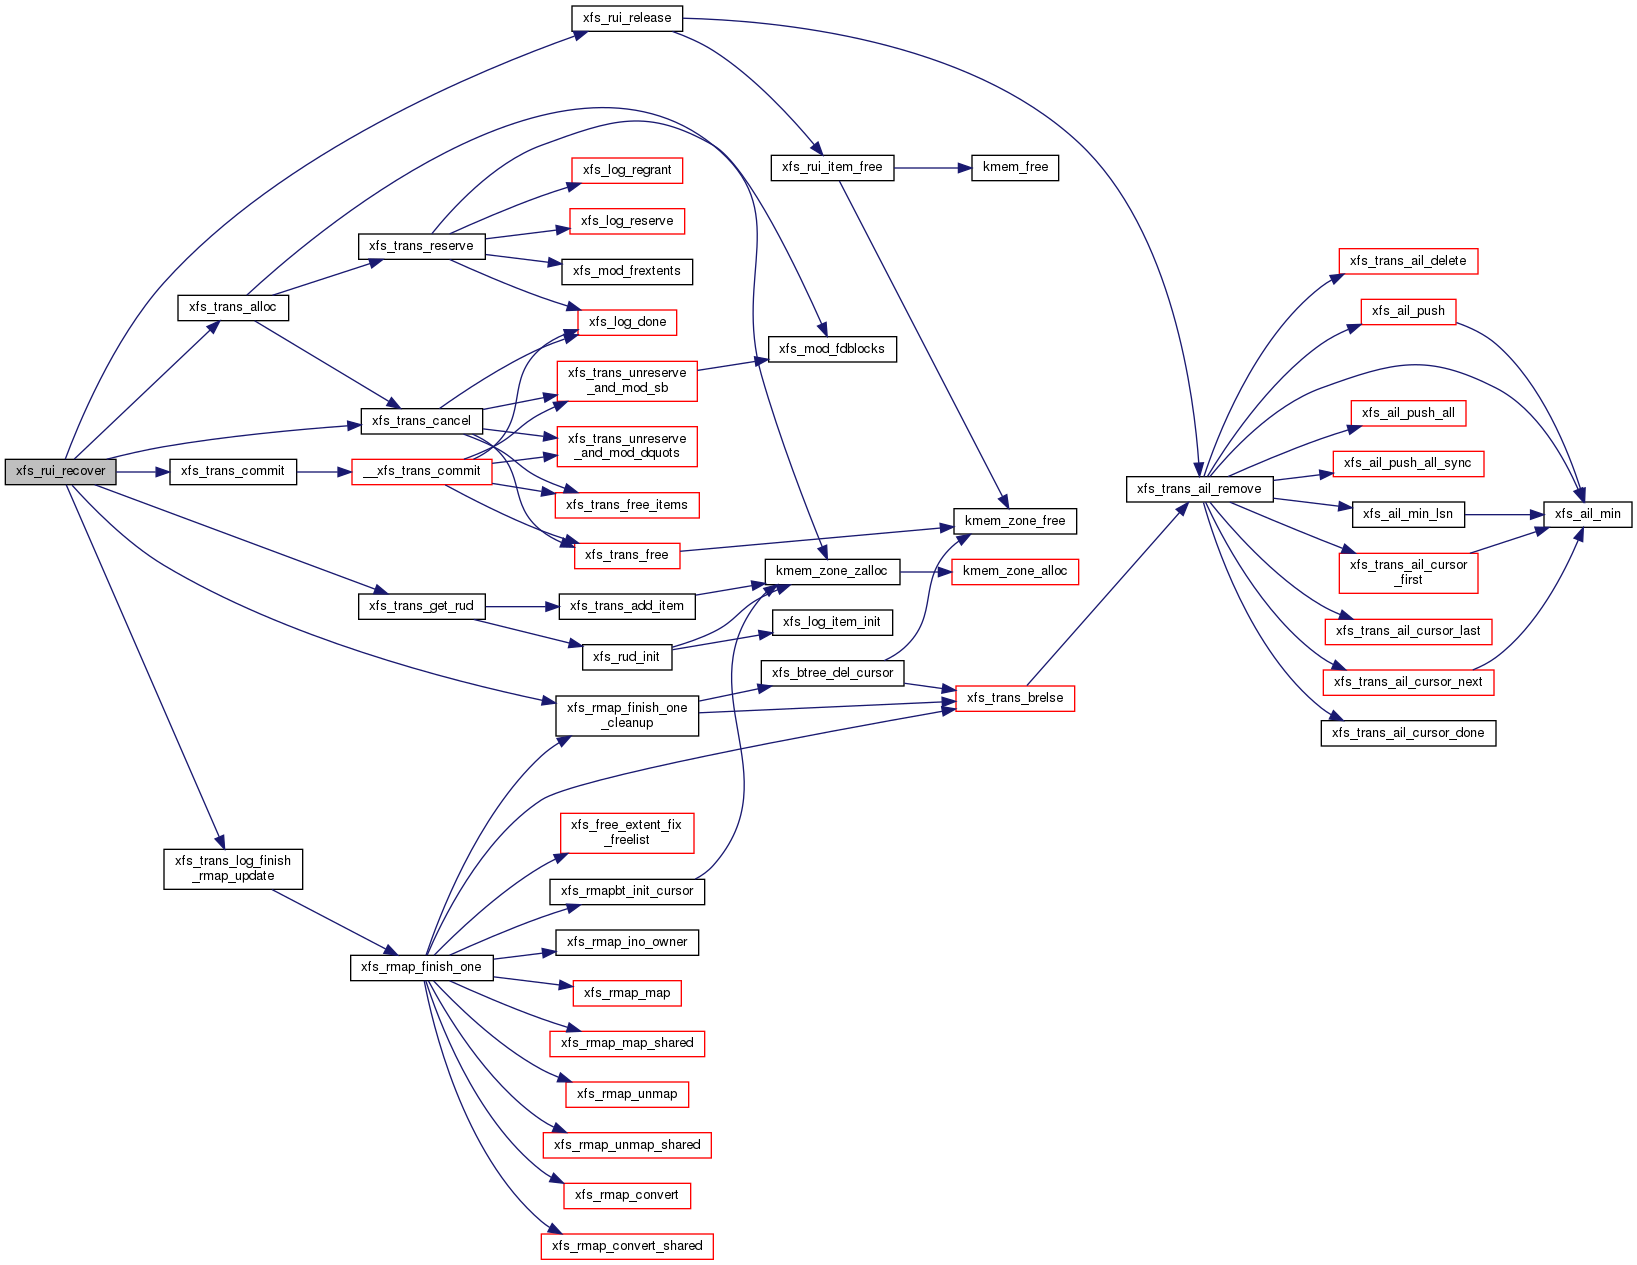 xfs_rui_release
xfs_rui_item_free
kmem_free
xfs_log_regrant
xfs_log_reserve
xfs_trans_reserve
xfs_mod_frextents
xfs_trans_ail_delete
xfs_trans_alloc
xfs_log_done
xfs_ail_push
xfs_mod_fdblocks
xfs_trans_unreserve
_and_mod_sb
xfs_trans_cancel
xfs_ail_push_all
xfs_trans_unreserve
_and_mod_dquots
xfs_ail_push_all_sync
xfs_rui_recover
xfs_trans_commit
__xfs_trans_commit
xfs_trans_ail_remove
xfs_trans_free_items
xfs_ail_min_lsn
xfs_ail_min
kmem_zone_free
xfs_trans_free
kmem_zone_zalloc
kmem_zone_alloc
xfs_trans_ail_cursor
_first
xfs_trans_get_rud
xfs_trans_add_item
xfs_log_item_init
xfs_trans_ail_cursor_last
xfs_rud_init
xfs_btree_del_cursor
xfs_trans_ail_cursor_next
xfs_trans_brelse
xfs_rmap_finish_one
_cleanup
xfs_trans_ail_cursor_done
xfs_free_extent_fix
_freelist
xfs_trans_log_finish
_rmap_update
xfs_rmapbt_init_cursor
xfs_rmap_ino_owner
xfs_rmap_finish_one
xfs_rmap_map
xfs_rmap_map_shared
xfs_rmap_unmap
xfs_rmap_unmap_shared
xfs_rmap_convert
xfs_rmap_convert_shared